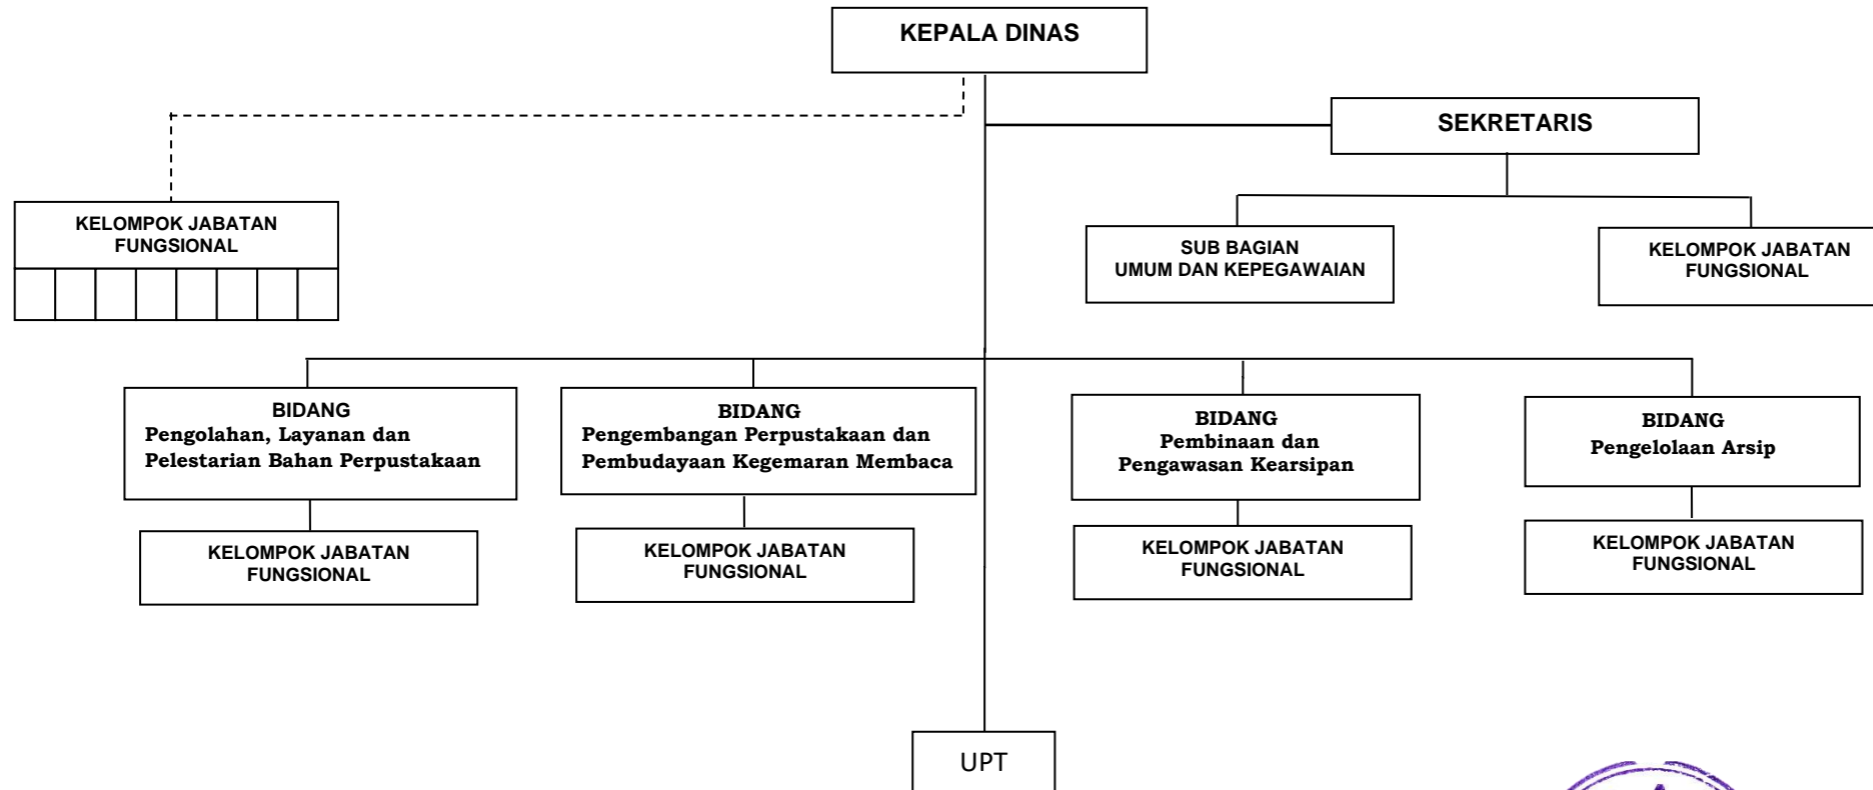 KEPALA DINAS
SEKRETARIS
KELOMPOK JABATAN
FUNGSIONAL
SUB BAGIAN
UMUM DAN KEPEGAWAIAN
KELOMPOK JABATAN
FUNGSIONAL
BIDANG
Pengolahan, Layanan dan
Pelestarian Bahan Perpustakaan
BIDANG
Pengembangan Perpustakaan dan
Pembudayaan Kegemaran Membaca
BIDANG
Pembinaan dan
Pengawasan Kearsipan
BIDANG
Pengelolaan Arsip
KELOMPOK JABATAN
FUNGSIONAL
KELOMPOK JABATAN
FUNGSIONAL
KELOMPOK JABATAN
FUNGSIONAL
KELOMPOK JABATAN
FUNGSIONAL
UPT